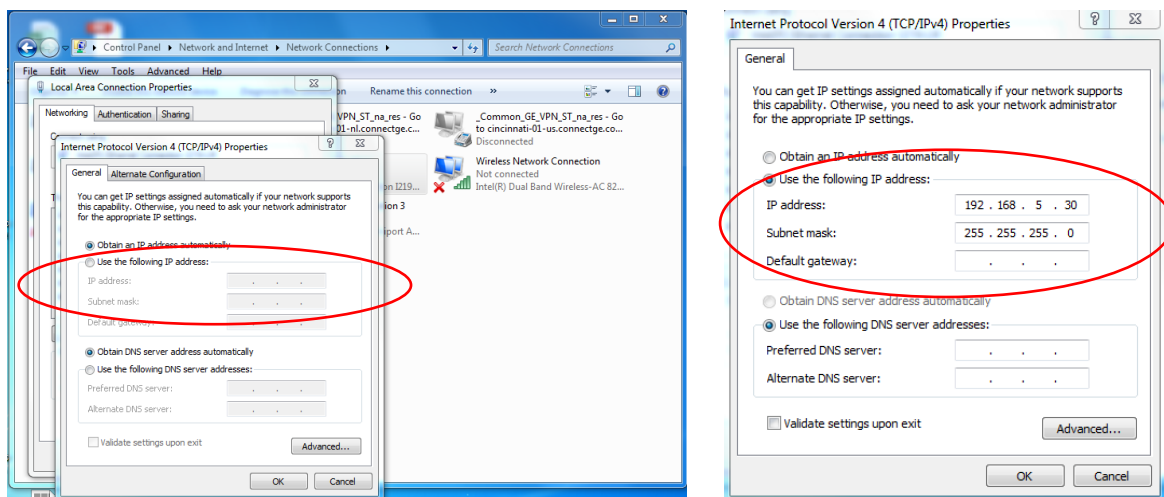 Control Panel ▸ Network and Internet ▸ Network Connections ▸
Search Network Connections
File Edit View Tools Advanced Help
Local Area Connection Properties
Rename this connection »
Networking Authentication Sharing
VPN_ST_na_res - Go
01-nl.connectge.c...
_Common_GE_VPN_ST_na_res - Go
to cincinnati-01-us.connectge.co...
Disconnected
Wireless Network Connection
Not connected
Intel(R) Dual Band Wireless-AC 82...
on I219...
ion 3
port A...
Internet Protocol Version 4 (TCP/IPv4) Properties
General Alternate Configuration
You can get IP settings assigned automatically if your network supports
this capability. Otherwise, you need to ask your network administrator
for the appropriate IP settings.
Obtain an IP address automatically
Use the following IP address:
IP address:
Subnet mask:
Default gateway:
Obtain DNS server address automatically
Use the following DNS server addresses:
Preferred DNS server:
Alternate DNS server:
Validate settings upon exit
Advanced...
OK Cancel
Internet Protocol Version 4 (TCP/IPv4) Properties
General
You can get IP settings assigned automatically if your network supports
this capability. Otherwise, you need to ask your network administrator
for the appropriate IP settings.
Obtain an IP address automatically
Use the following IP address:
IP address: 192 . 168 . 5 . 30
Subnet mask: 255 . 255 . 255 . 0
Default gateway: . . .
Obtain DNS server address automatically
Use the following DNS server addresses:
Preferred DNS server: . . .
Alternate DNS server: . . .
Validate settings upon exit
Advanced...
OK Cancel